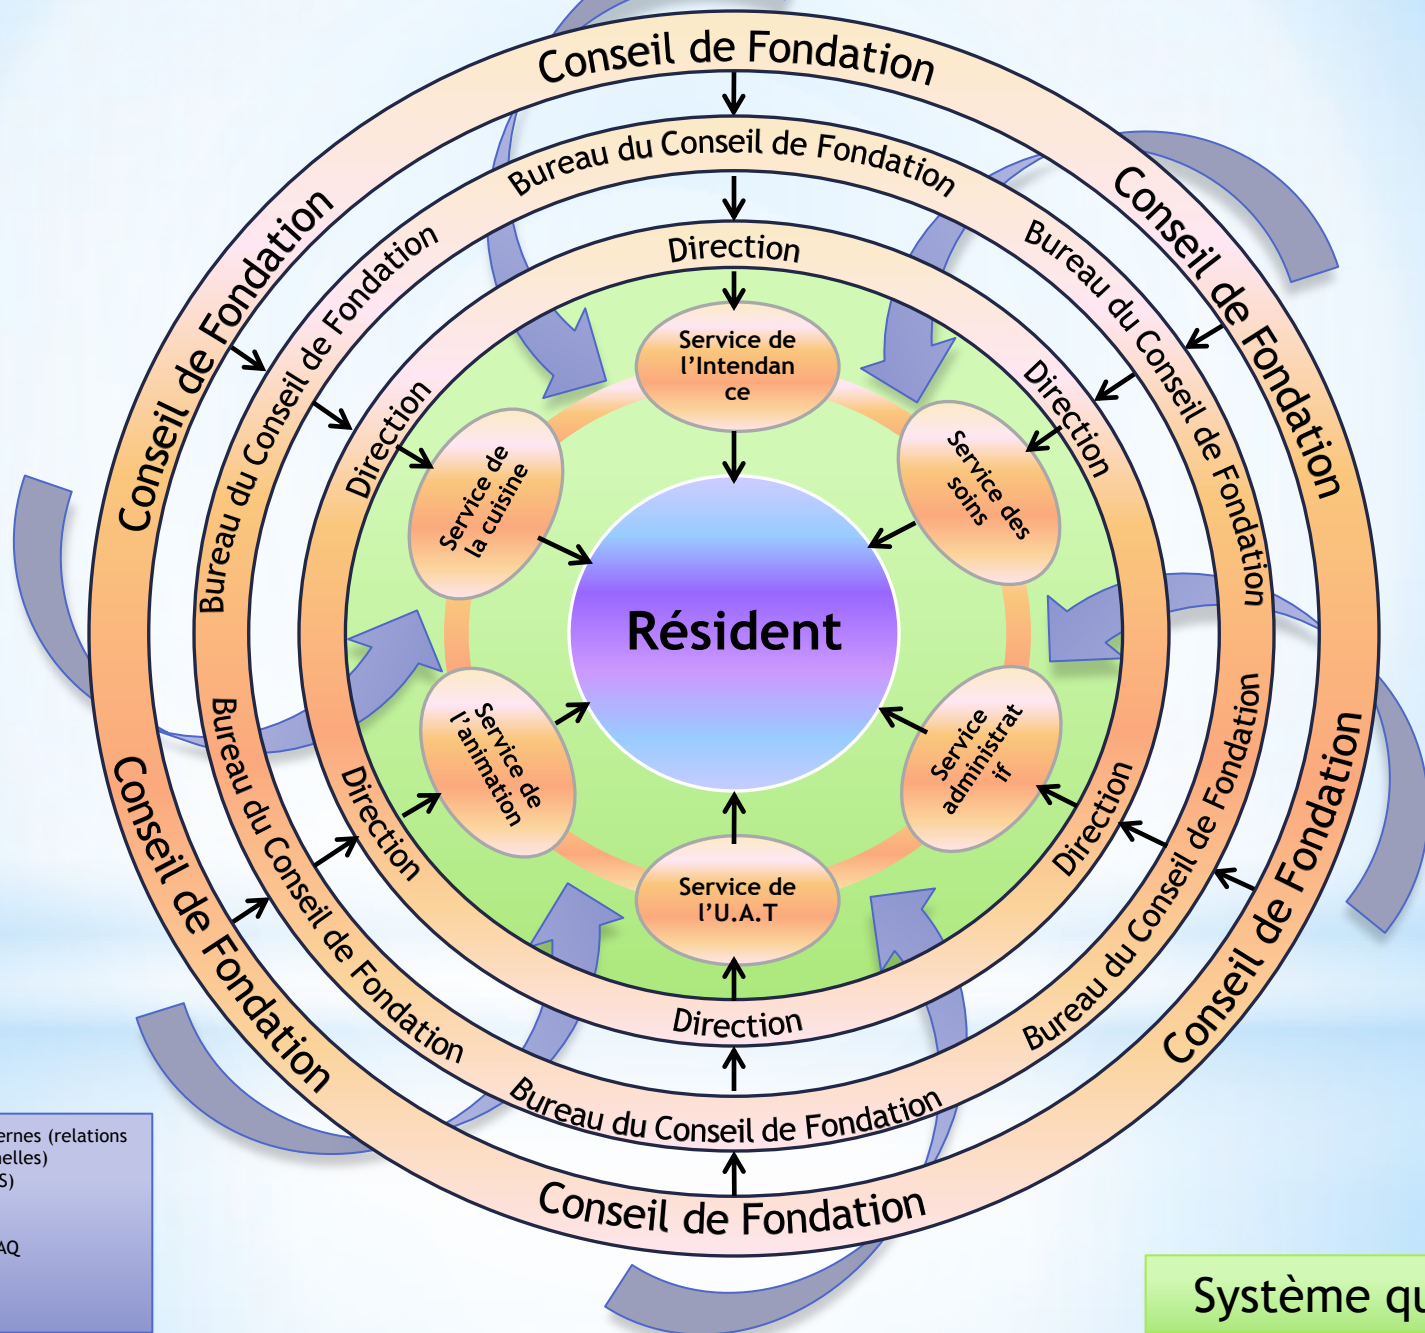 Conseil de Fondation
Conseil de Fondation
Conseil de Fondation
Conseil de Fondation
Conseil de Fondation
Conseil de Fondation
Bureau du Conseil de Fondation
Bureau du Conseil de Fondation
Bureau du Conseil de Fondation
Bureau du Conseil de Fondation
Bureau du Conseil de Fondation
Bureau du Conseil de Fondation
Direction
Direction
Direction
Direction
Direction
Direction
Service de
l’Intendan
ce
Service de
la cuisine
Service des
soins
Résident
Service de
l’animation
Service
administrat
if
Service de
l’U.A.T
(relations
S)
AQ
Système